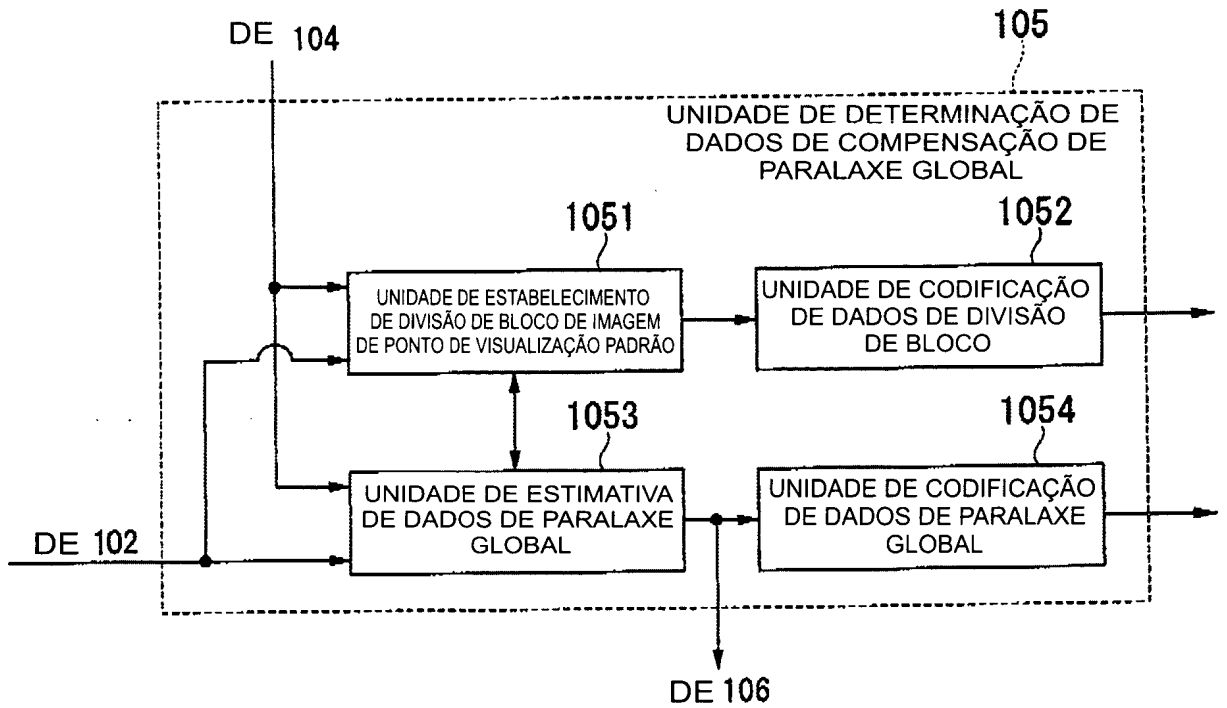 DE 104
105
UNIDADE DE DETERMINAÇÃO DE
DADOS DE COMPENSAÇÃO DE
PARALAXE GLOBAL
1051
UNIDADE DE ESTABELECIMENTO
DE DIVISÃO DE BLOCO DE IMAGEM
DE PONTO DE VISUALIZAÇÃO PADRÃO
1052
UNIDADE DE CODIFICAÇÃO
DE DADOS DE DIVISÃO
DE BLOCO
1053
UNIDADE DE ESTIMATIVA
DE DADOS DE PARALAXE
GLOBAL
1054
UNIDADE DE CODIFICAÇÃO
DE DADOS DE PARALAXE
GLOBAL
DE 102
DE 106